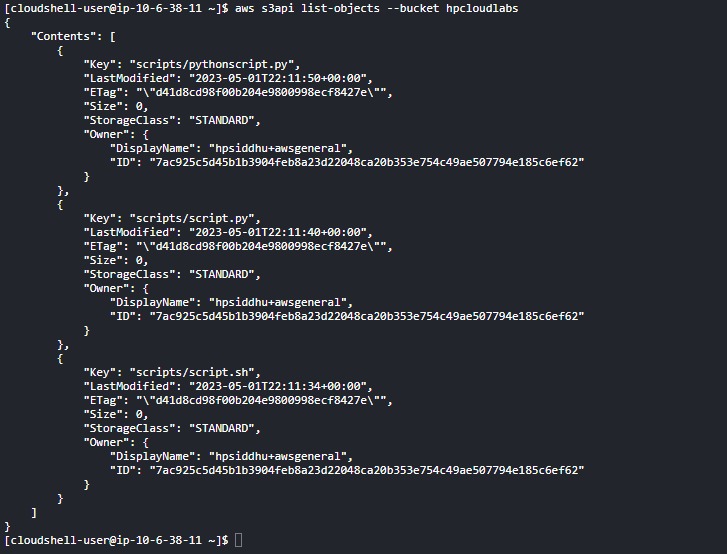 [cloudshell-user@ip-10-6-38-11 ~]$ aws s3api list-objects --bucket hpcloudlabs
{
    "Contents": [
        {
            "Key": "scripts/pythonscript.py",
            "LastModified": "2023-05-01T22:11:50+00:00",
            "ETag": "\"d41d8cd98f00b204e9800998ecf8427e\"",
            "Size": 0,
            "StorageClass": "STANDARD",
            "Owner": {
                "DisplayName": "hpsiddhu+awsgeneral",
                "ID": "7ac925c5d45b1b3904feb8a23d22048ca20b353e754c49ae507794e185c6ef62"
            }
        },
        {
            "Key": "scripts/script.py",
            "LastModified": "2023-05-01T22:11:40+00:00",
            "ETag": "\"d41d8cd98f00b204e9800998ecf8427e\"",
            "Size": 0,
            "StorageClass": "STANDARD",
            "Owner": {
                "DisplayName": "hpsiddhu+awsgeneral",
                "ID": "7ac925c5d45b1b3904feb8a23d22048ca20b353e754c49ae507794e185c6ef62"
            }
        },
        {
            "Key": "scripts/script.sh",
            "LastModified": "2023-05-01T22:11:34+00:00",
            "ETag": "\"d41d8cd98f00b204e9800998ecf8427e\"",
            "Size": 0,
            "StorageClass": "STANDARD",
            "Owner": {
                "DisplayName": "hpsiddhu+awsgeneral",
                "ID": "7ac925c5d45b1b3904feb8a23d22048ca20b353e754c49ae507794e185c6ef62"
            }
        }
    ]
}
[cloudshell-user@ip-10-6-38-11 ~]$